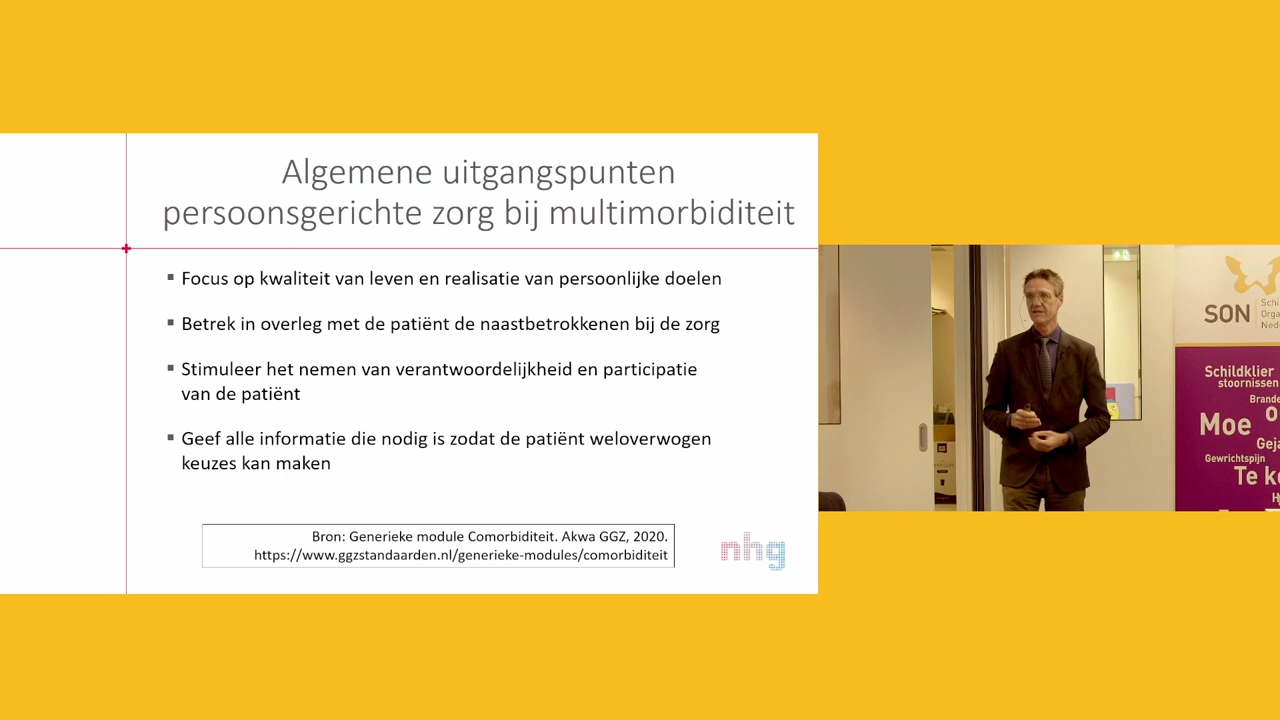 Algemene uitgangspunten
persoonsgerichte zorg bij multimorbiditeit
▪ Focus op kwaliteit van leven en realisatie van persoonlijke doelen
▪ Betrek in overleg met de patiënt de naastbetrokkenen bij de zorg
▪ Stimuleer het nemen van verantwoordelijkheid en participatie
van de patiënt
▪ Geef alle informatie die nodig is zodat de patiënt weloverwogen
keuzes kan maken
Bron: Generieke module Comorbiditeit. Akwa GGZ, 2020.
https://www.ggzstandaarden.nl/generieke-modules/comorbiditeit
nhg
SON
Schildklier
stoornissen
Moe
Gewrichtspijn